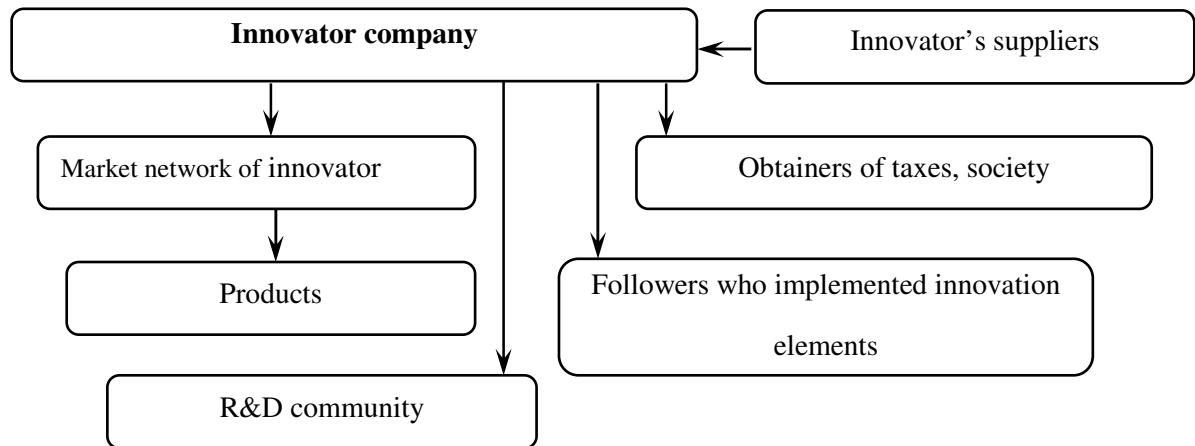 Innovator company
Innovator’s suppliers
Market network of innovator
Obtainers of taxes, society
Products
Followers who implemented innovation
elements
R&D community